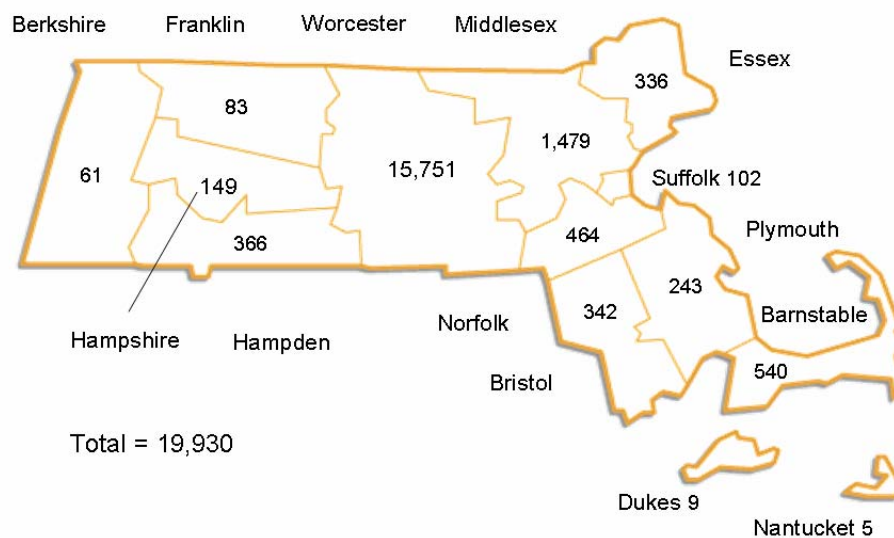 Berkshire Franklin Worcester Middlesex
Essex
336
83
1,479
15,751
61
149
Suffolk 102
464
Plymouth
366
243
342
Barnstable
Norfolk
Hampshire
Hampden
540
Bristol
Total = 19,930
Dukes 9
Nantucket 5